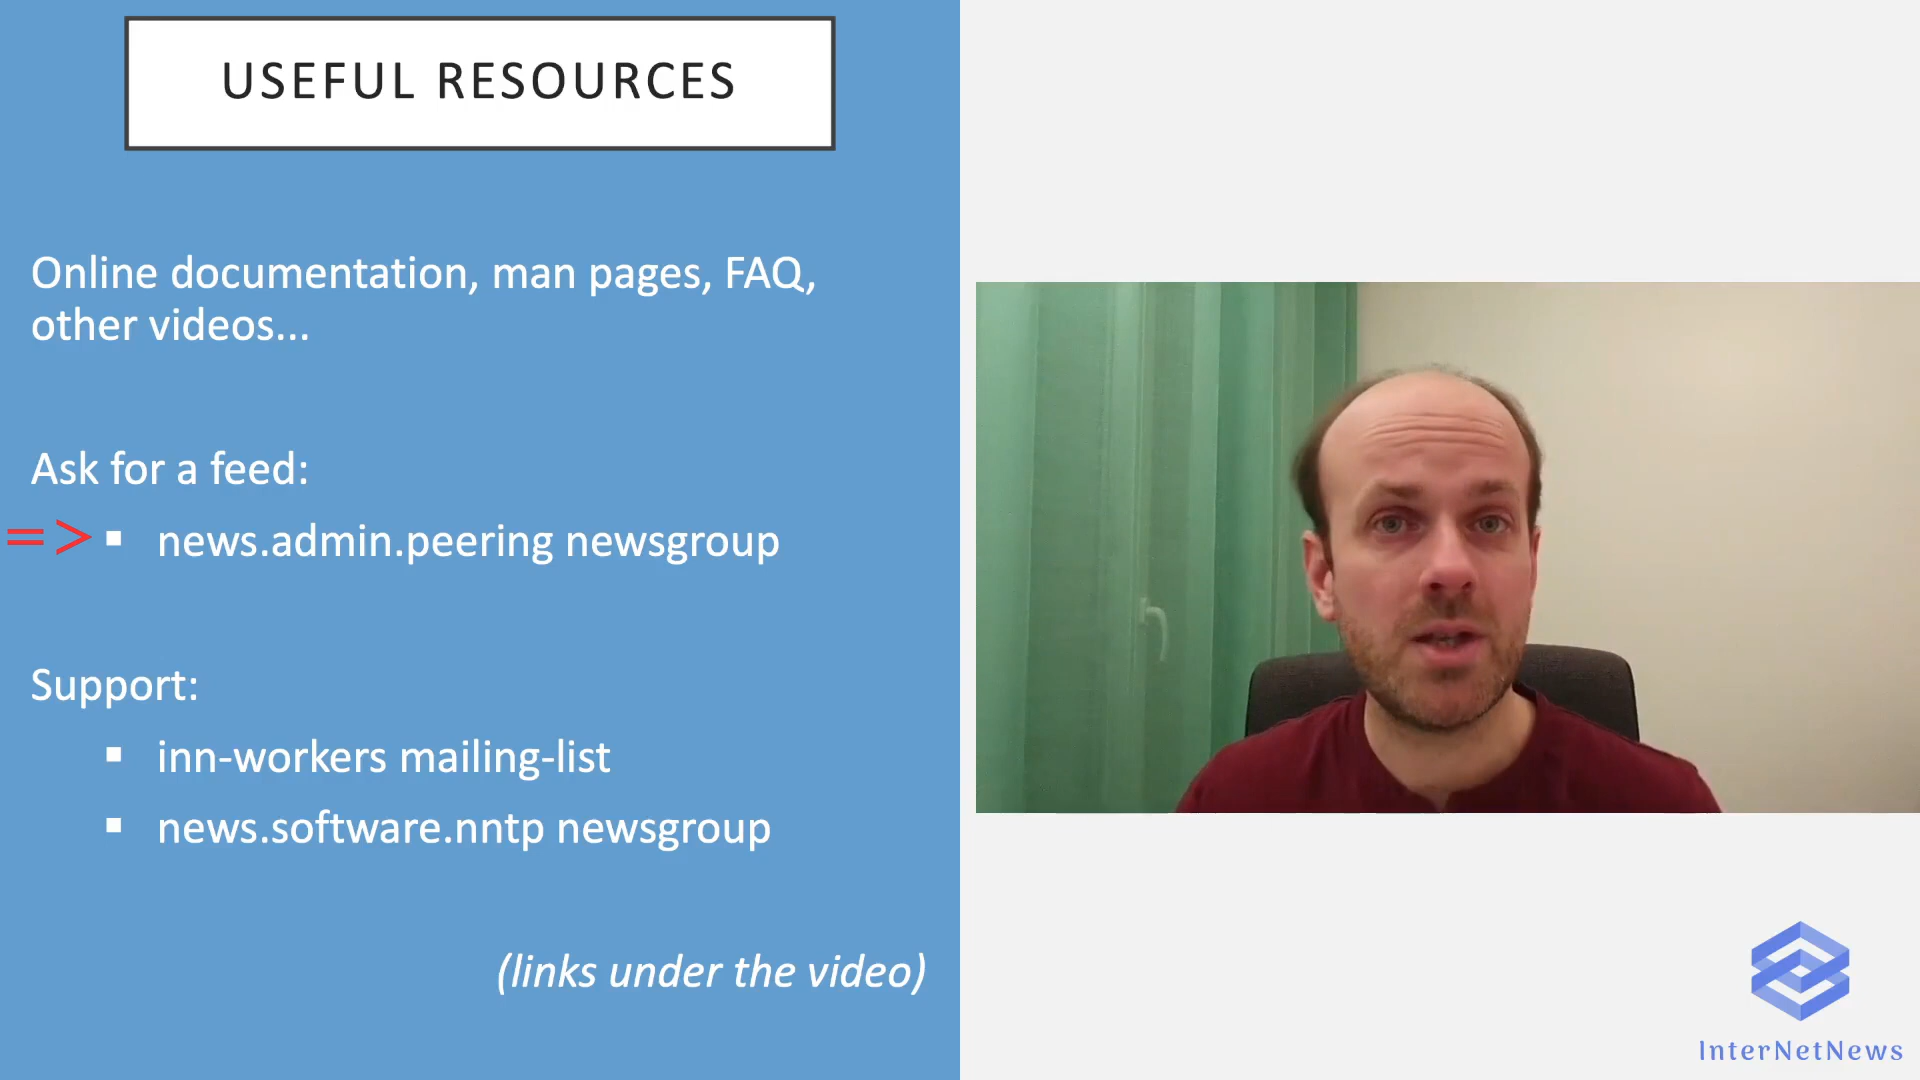 USEFUL RESOURCES
Online documentation, man pages, FAQ,
other videos...
Ask for a feed:
=> ▪ news.admin.peering newsgroup
Support:
▪ inn-workers mailing-list
▪ news.software.nntp newsgroup
(links under the video)
InterNetNews